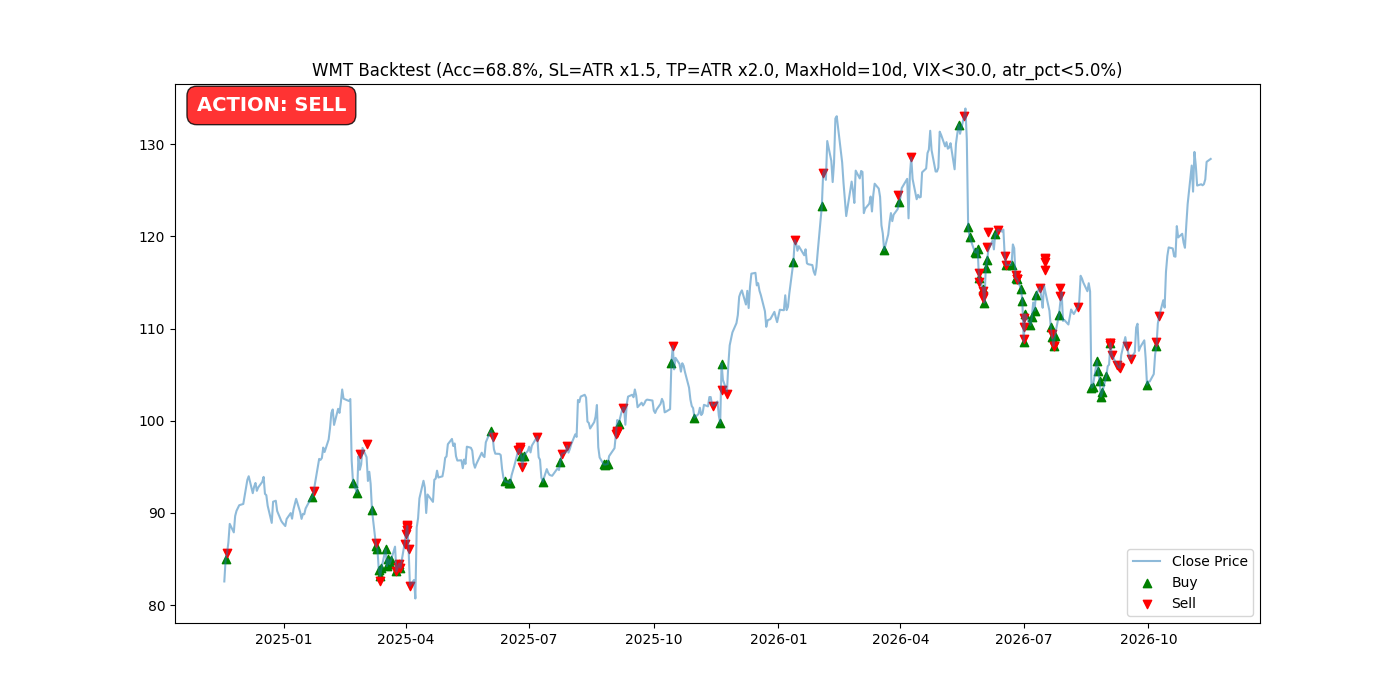 WMT Backtest (Acc=68.8%, SL=ATR x1.5, TP=ATR x2.0, MaxHold=10d, VIX<30.0, atr_pct<5.0%)
ACTION: SELL
130
120
110
100
90
80
2025-01
2025-04
2025-07
2025-10
2026-01
2026-04
2026-07
2026-10
Close Price
Buy
Sell